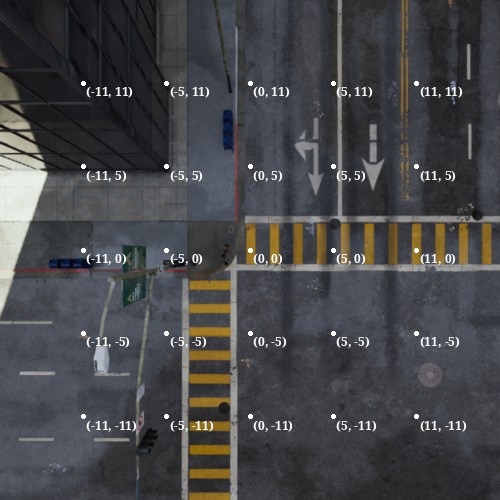 (-11, 11) (-5, 11) (0, 11) (5, 11) (11, 11)
(-11, 5) (-5, 5) (0, 5) (5, 5) (11, 5)
(-11, 0) (-5, 0) (0, 0) (5, 0) (11, 0)
(-11, -5) (-5, -5) (0, -5) (5, -5) (11, -5)
(-11, -11) (-5, -11) (0, -11) (5, -11) (11, -11)